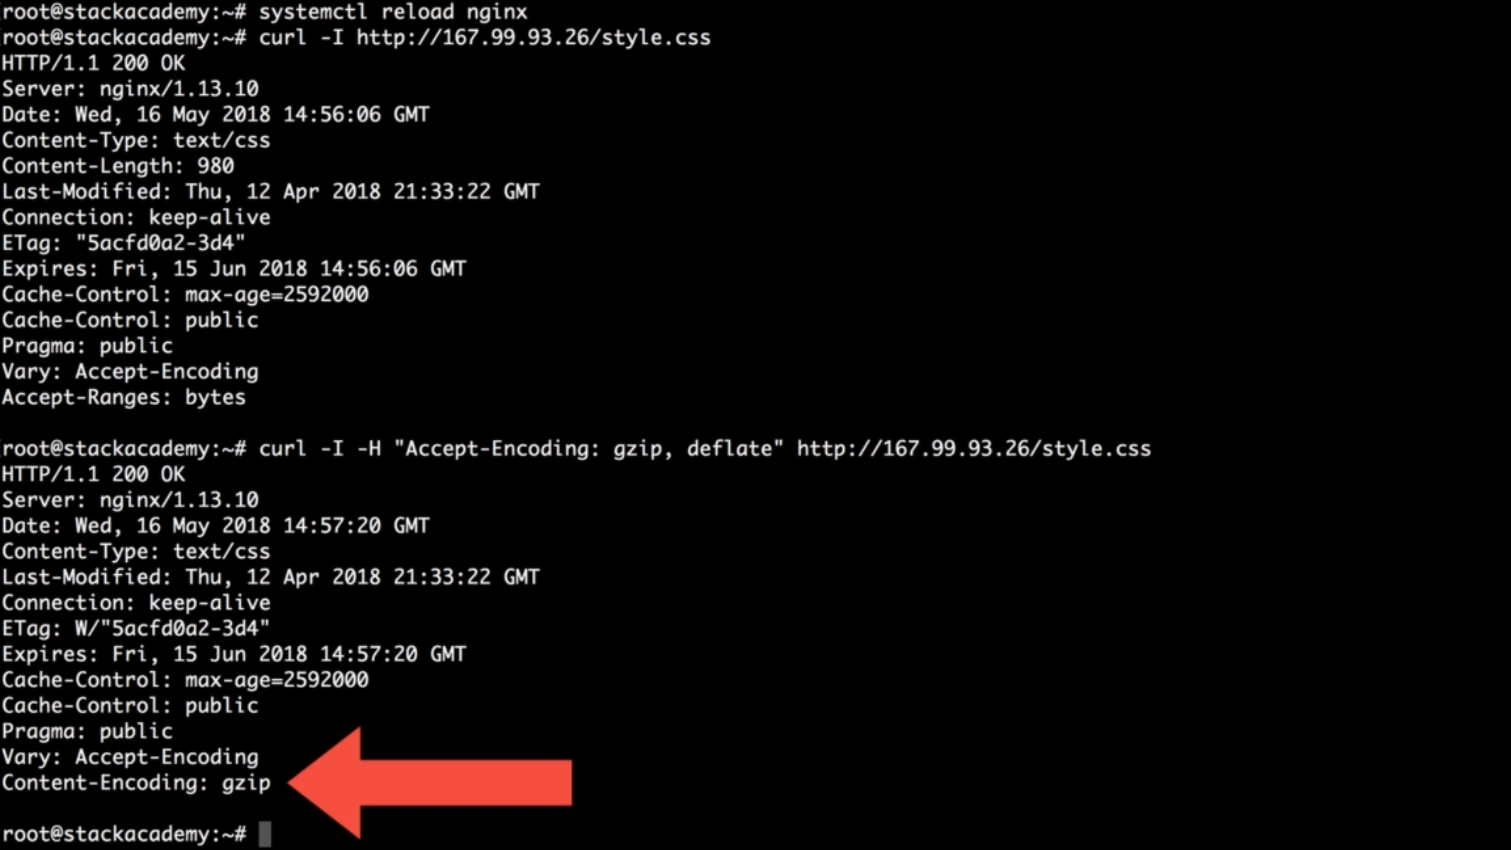 root@stackacademy:~# systemctl reload nginx
root@stackacademy:~# curl -I http://167.99.93.26/style.css
HTTP/1.1 200 OK
Server: nginx/1.13.10
Date: Wed, 16 May 2018 14:56:06 GMT
Content-Type: text/css
Content-Length: 980
Last-Modified: Thu, 12 Apr 2018 21:33:22 GMT
Connection: keep-alive
ETag: "5acfd0a2-3d4"
Expires: Fri, 15 Jun 2018 14:56:06 GMT
Cache-Control: max-age=2592000
Cache-Control: public
Pragma: public
Vary: Accept-Encoding
Accept-Ranges: bytes
root@stackacademy:~# curl -I -H "Accept-Encoding: gzip, deflate" http://167.99.93.26/style.css
HTTP/1.1 200 OK
Server: nginx/1.13.10
Date: Wed, 16 May 2018 14:57:20 GMT
Content-Type: text/css
Last-Modified: Thu, 12 Apr 2018 21:33:22 GMT
Connection: keep-alive
ETag: W/"5acfd0a2-3d4"
Expires: Fri, 15 Jun 2018 14:57:20 GMT
Cache-Control: max-age=2592000
Cache-Control: public
Pragma: public
Vary: Accept-Encoding
Content-Encoding: gzip
root@stackacademy:~#